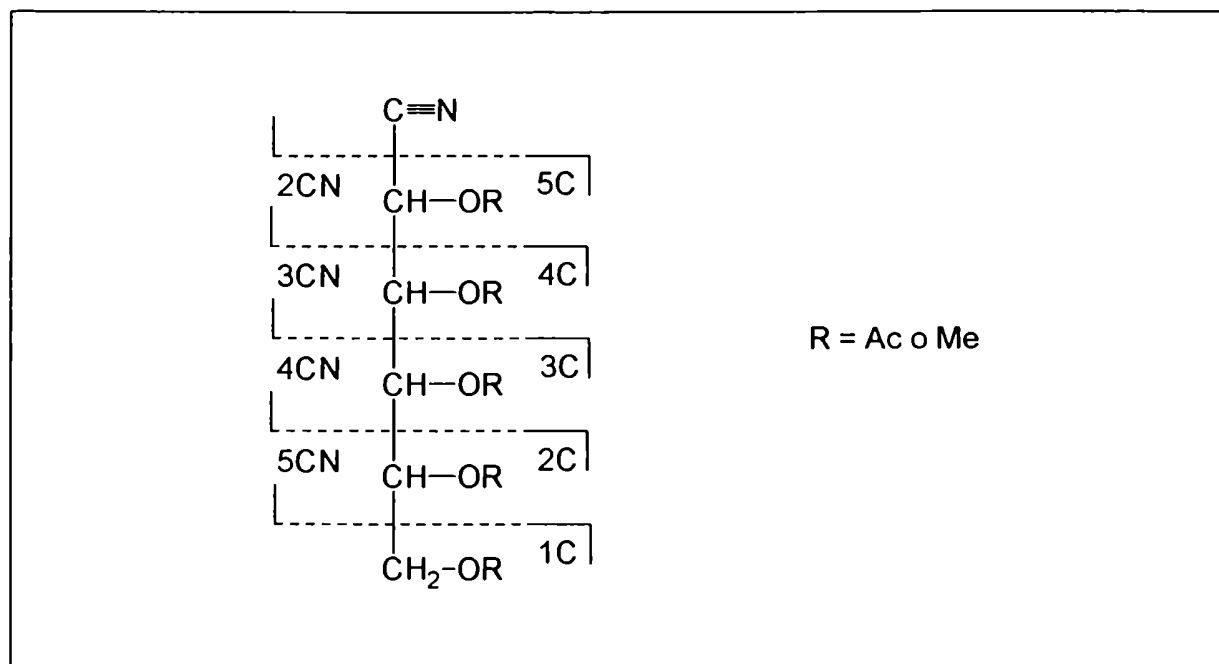 C≡N
2CN CH—OR 5C
3CN CH—OR 4C
R = Ac o Me
4CN CH—OR 3C
5CN CH—OR 2C
CH₂-OR 1C